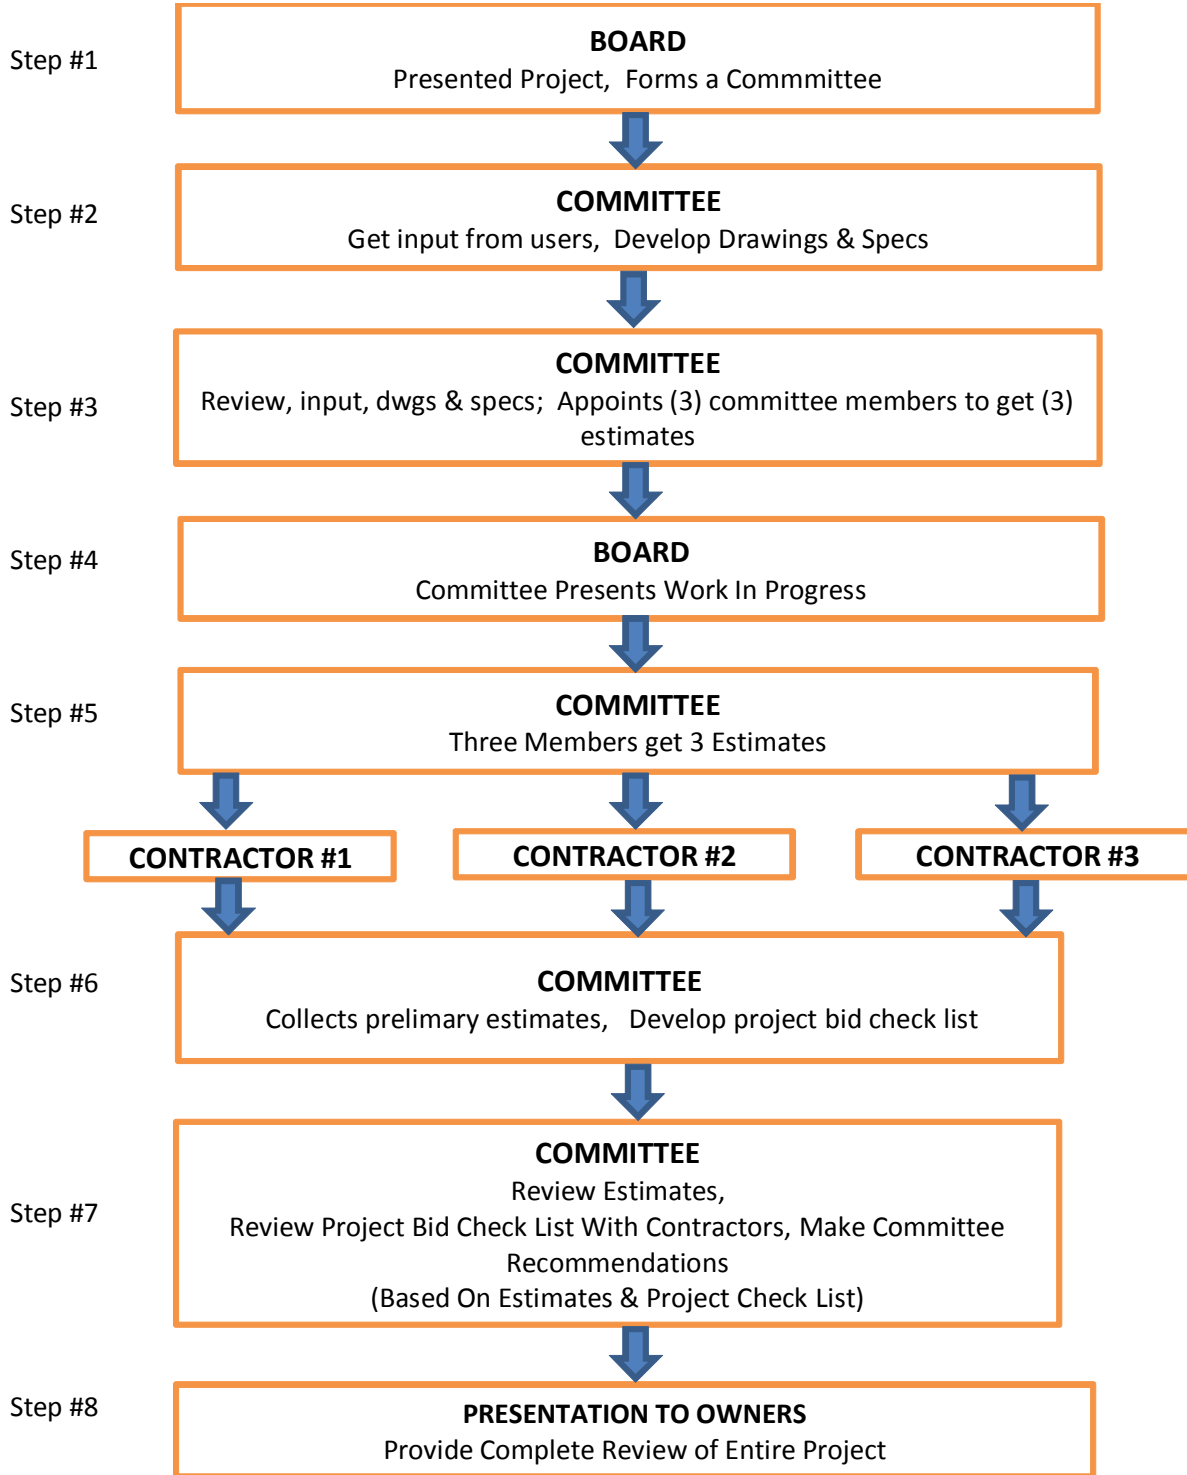 Step #1
BOARD
Presented Project,  Forms a Commmittee
Step #2
COMMITTEE
Get input from users,  Develop Drawings & Specs
Step #3
COMMITTEE
Review, input, dwgs & specs;  Appoints (3) committee members to get (3)
estimates
Step #4
BOARD
Committee Presents Work In Progress
Step #5
COMMITTEE
Three Members get 3 Estimates
CONTRACTOR #1
CONTRACTOR #2
CONTRACTOR #3
Step #6
COMMITTEE
Collects prelimary estimates,   Develop project bid check list
Step #7
COMMITTEE
Review Estimates,
Review Project Bid Check List With Contractors, Make Committee
Recommendations
(Based On Estimates & Project Check List)
Step #8
PRESENTATION TO OWNERS
Provide Complete Review of Entire Project